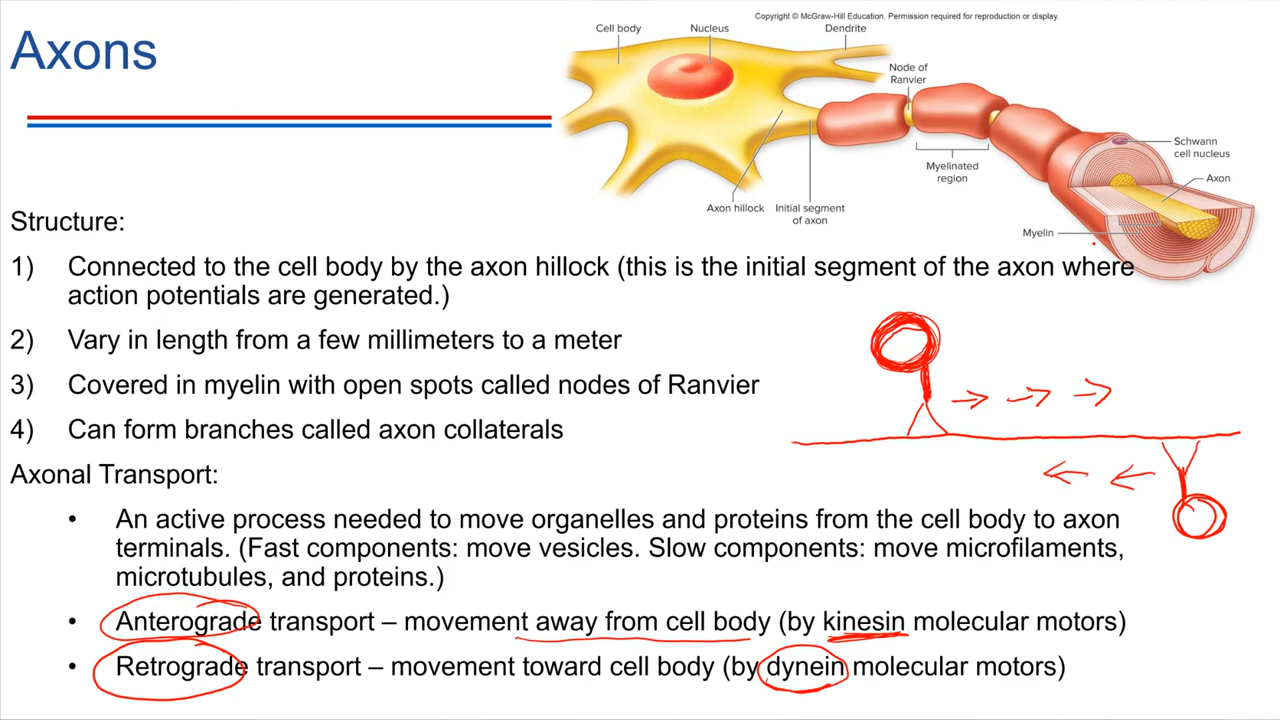 Copyright © McGraw-Hill Education. Permission required for reproduction or display.
Axons
Cell body
Nucleus
Dendrite
Node of
Ranvier
Schwann
cell nucleus
Myelinated
region
Axon
Axon hillock
Initial segment
of axon
Myelin
Structure:
1) Connected to the cell body by the axon hillock (this is the initial segment of the axon where
action potentials are generated.)
2) Vary in length from a few millimeters to a meter
3) Covered in myelin with open spots called nodes of Ranvier
4) Can form branches called axon collaterals
Axonal Transport:
• An active process needed to move organelles and proteins from the cell body to axon
terminals. (Fast components: move vesicles. Slow components: move microfilaments,
microtubules, and proteins.)
• Anterograde transport – movement away from cell body (by kinesin molecular motors)
• Retrograde transport – movement toward cell body (by dynein molecular motors)